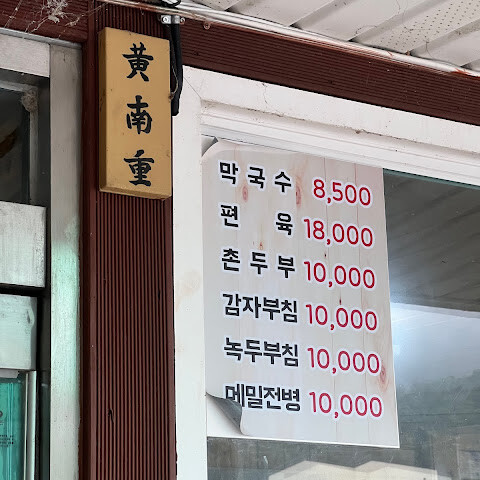 黄南重
막국수 8,500
편육 18,000
촌두부 10,000
감자부침 10,000
녹두부침 10,000
메밀전병 10,000